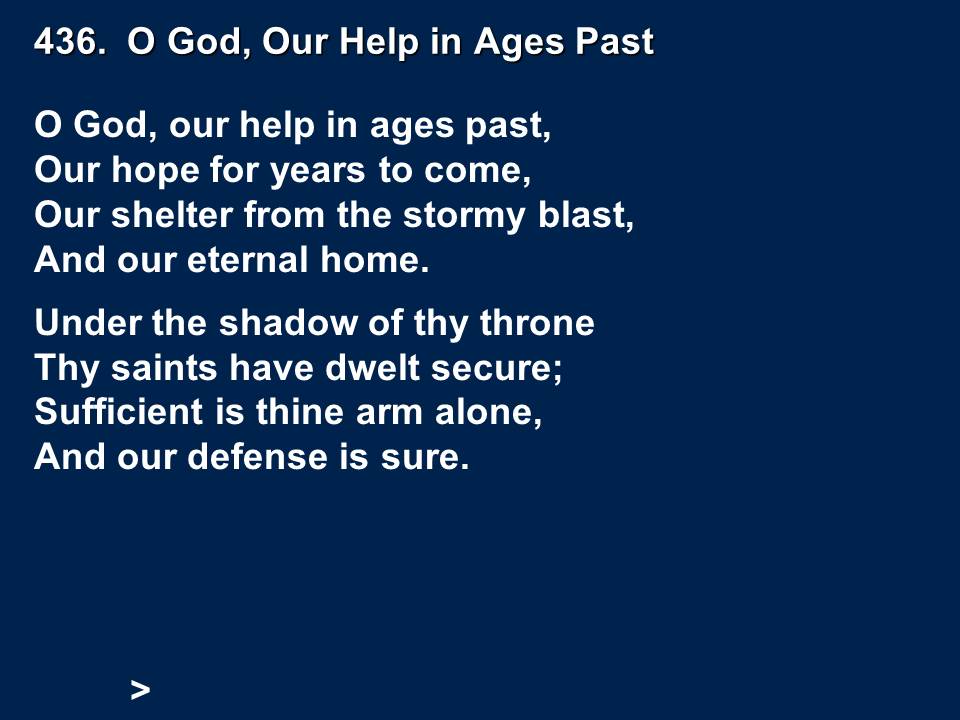 436.  O God, Our Help in Ages Past
O God, our help in ages past,
Our hope for years to come,
Our shelter from the stormy blast,
And our eternal home.
Under the shadow of thy throne
Thy saints have dwelt secure;
Sufficient is thine arm alone,
And our defense is sure.
>